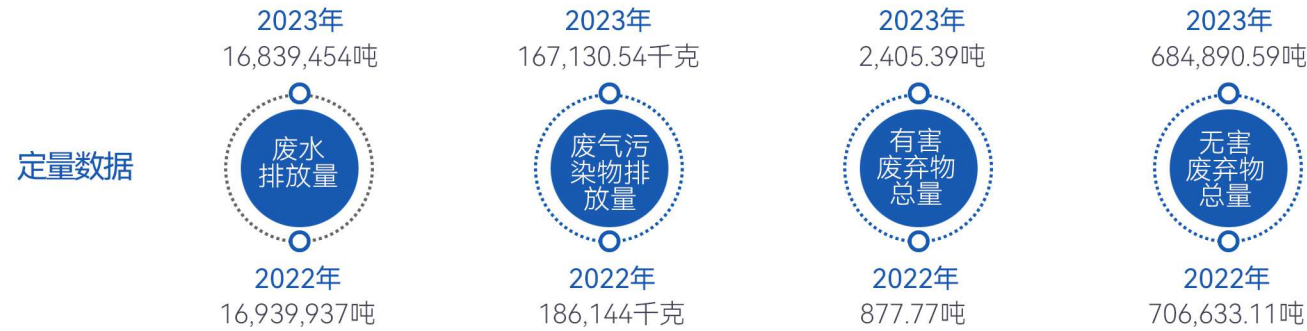 定量数据
2023年
16,839,454吨
废水
排放量
2022年
16,939,937吨
2023年
167,130.54千克
废气污
染物排
放量
2022年
186,144千克
2023年
2,405.39吨
有害
废弃物
总量
2022年
877.77吨
2023年
684,890.59吨
无害
废弃物
总量
2022年
706,633.11吨